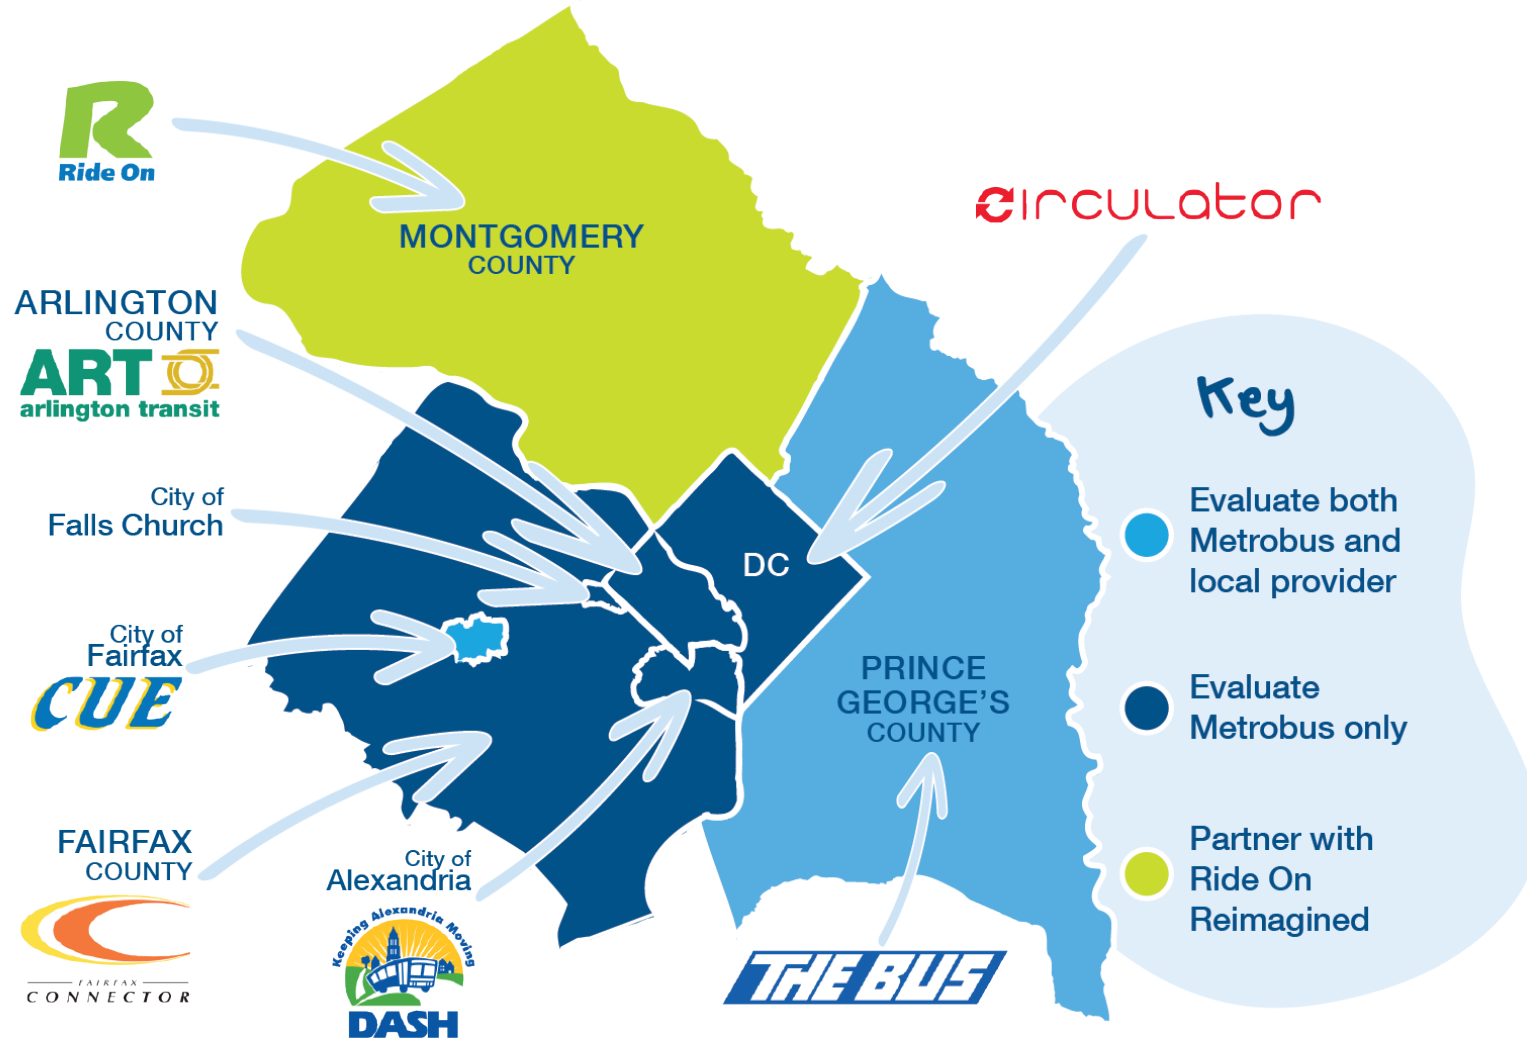 R
Ride On
MONTGOMERY
COUNTY
circulator
ARLINGTON
COUNTY
ART
arlington transit
City of
Falls Church
City of
Fairfax
CUE
FAIRFAX
COUNTY
FAIRFAX
CONNECTOR
City of
Alexandria
Keeping Alexandria Moving
DASH
DC
PRINCE
GEORGE'S
COUNTY
THE BUS
Key
Evaluate both
Metrobus and
local provider
Evaluate
Metrobus only
Partner with
Ride On
Reimagined